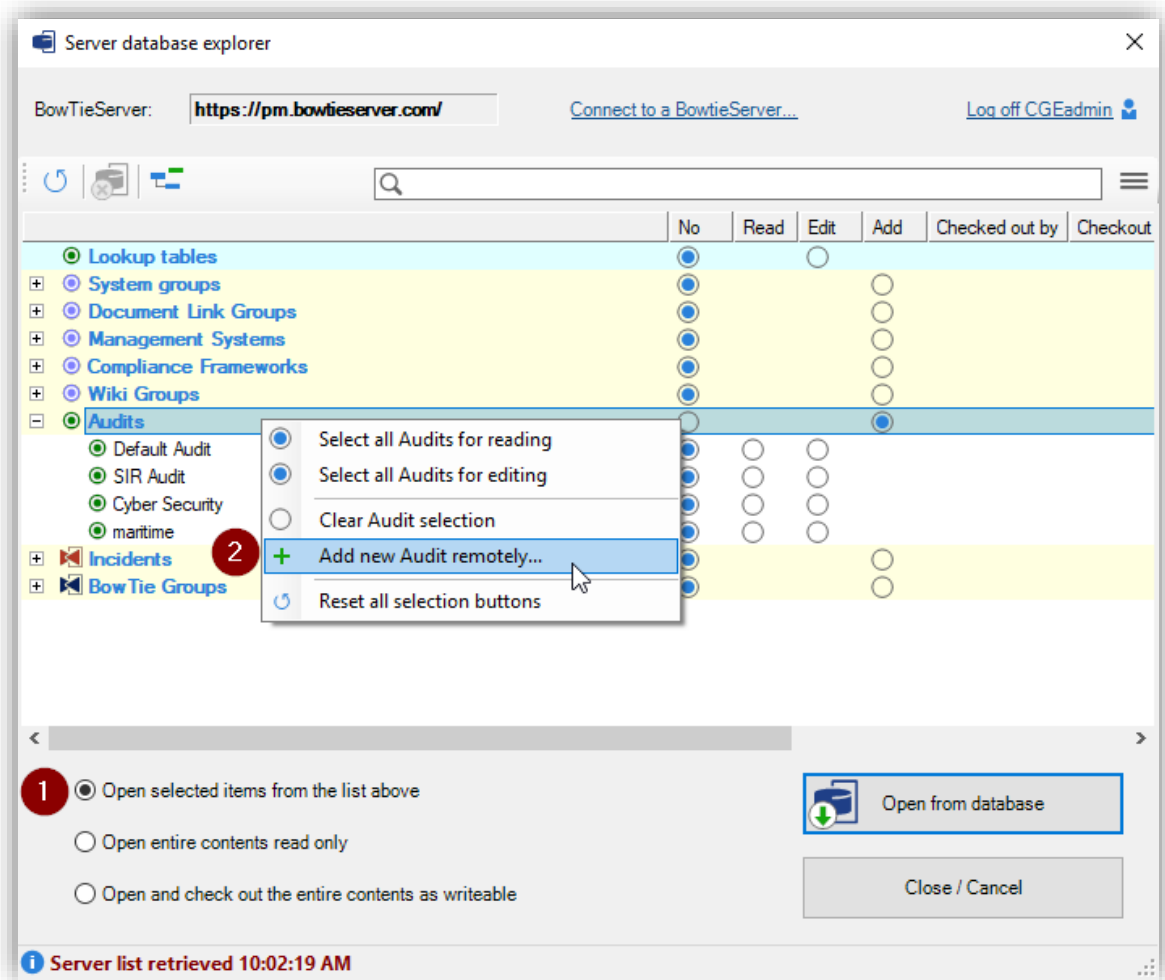 Server database explorer
BowTieServer: https://pm.bowtieserver.com/ Connect to a BowtieServer... Log off CGEadmin
No Read Edit Add Checked out by Checkout
Lookup tables
System groups
Document Link Groups
Management Systems
Compliance Frameworks
Wiki Groups
Audits
Default Audit
SIR Audit
Cyber Security
maritime
Incidents
BowTie Groups
Select all Audits for reading
Select all Audits for editing
Clear Audit selection
2 Add new Audit remotely...
Reset all selection buttons
1 Open selected items from the list above
Open entire contents read only
Open and check out the entire contents as writeable
Open from database
Close / Cancel
Server list retrieved 10:02:19 AM